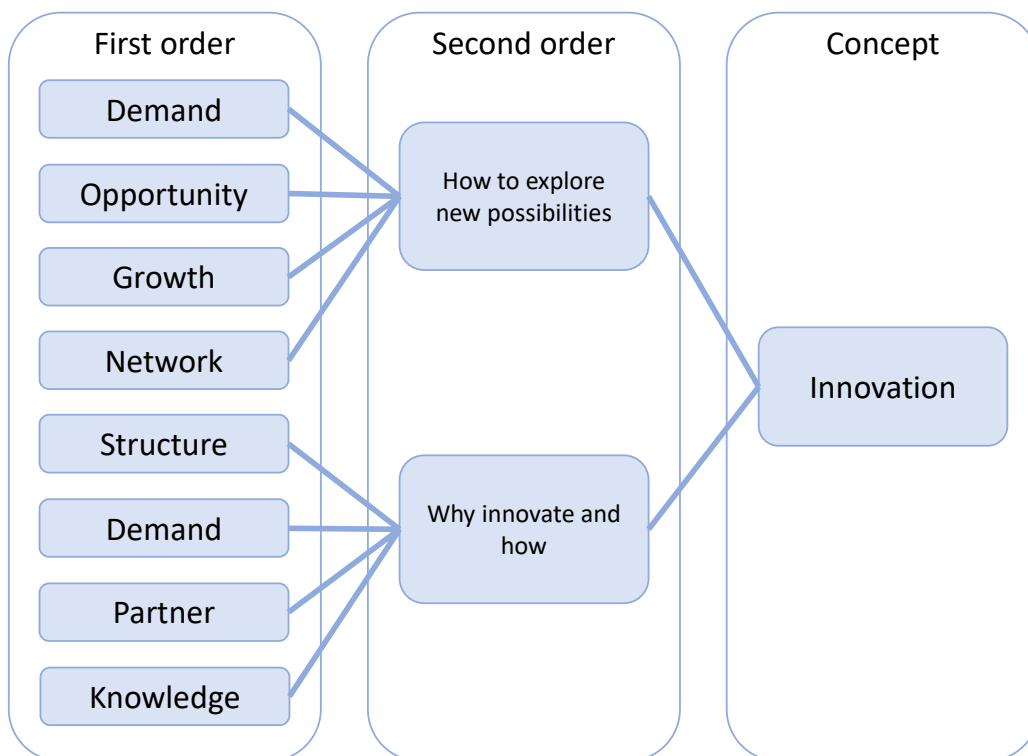 First order
Demand
Opportunity
Growth
Network
Structure
Demand
Partner
Knowledge
Second order
How to explore
new possibilities
Why innovate and
how
Concept
Innovation